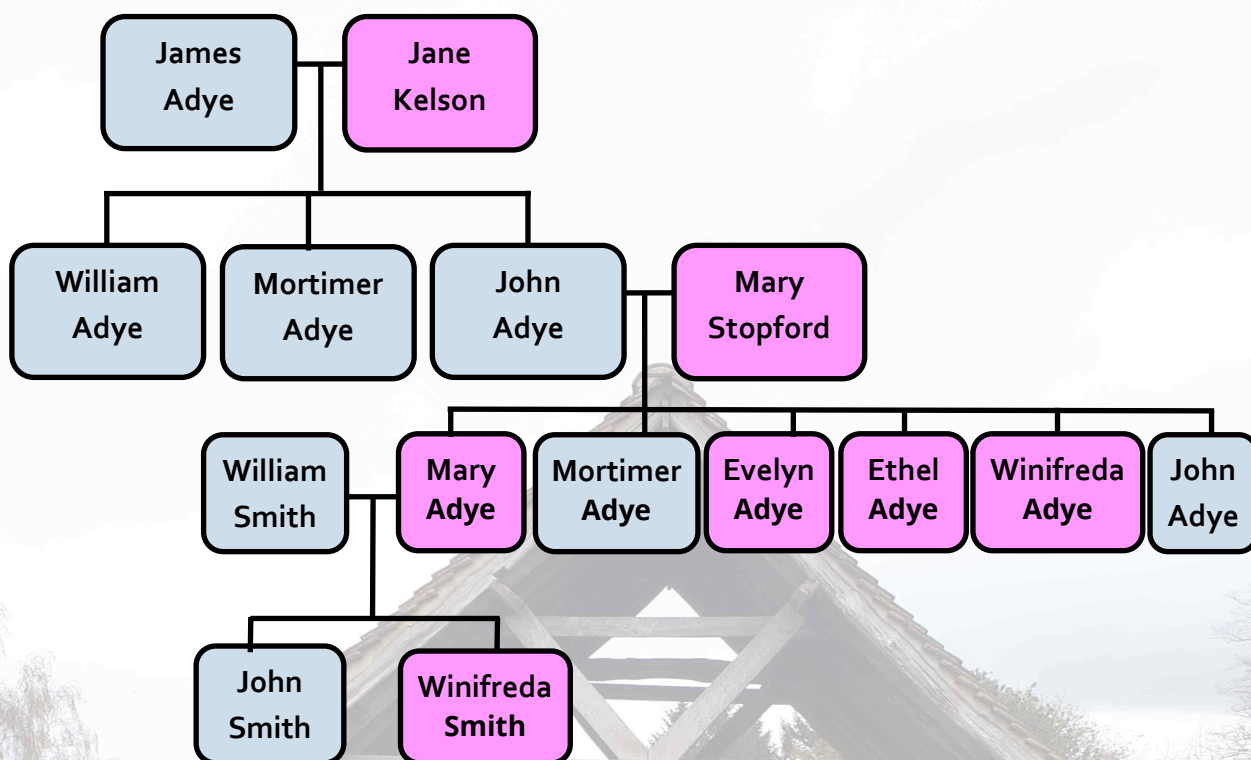 James
Adye
Jane
Kelson
William
Adye
Mortimer
Adye
John
Adye
Mary
Stopford
William
Smith
Mary
Adye
Mortimer
Adye
Evelyn
Adye
Ethel
Adye
Winifreda
Adye
John
Adye
John
Smith
Winifreda
Smith